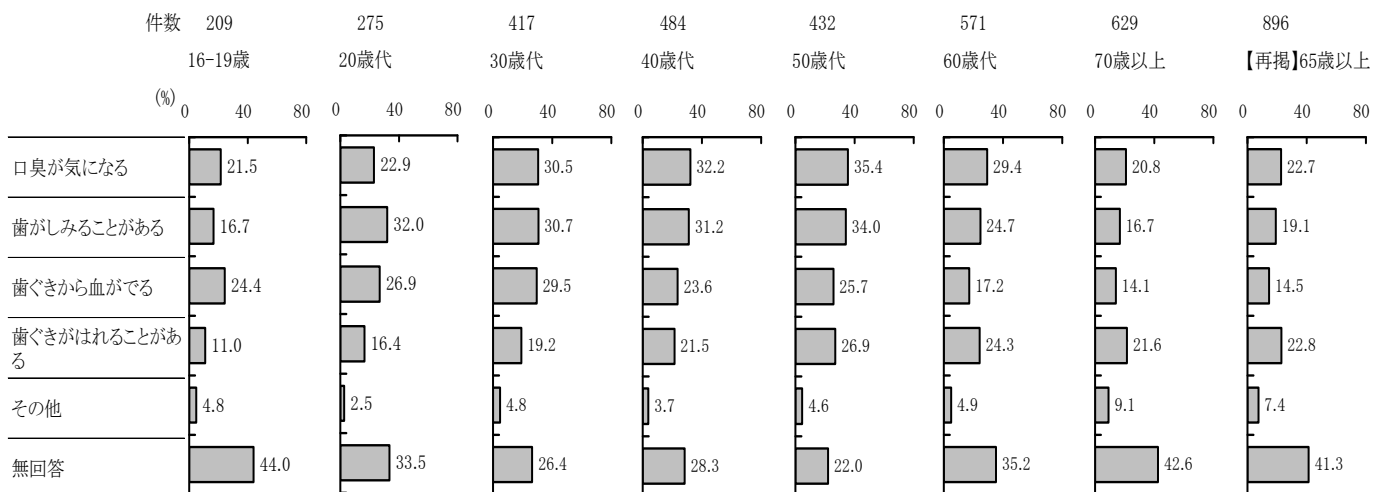 件数 209 275 417 484 432 571 629 896
16-19歳 20歳代 30歳代 40歳代 50歳代 60歳代 70歳以上 【再掲】65歳以上
(%)
0 40 80 0 40 80 0 40 80 0 40 80 0 40 80 0 40 80 0 40 80 0 40 80
口臭が気になる 21.5 22.9 30.5 32.2 35.4 29.4 20.8 22.7
歯がしみることがある 16.7 32.0 30.7 31.2 34.0 24.7 16.7 19.1
歯ぐきから血がでる 24.4 26.9 29.5 23.6 25.7 17.2 14.1 14.5
歯ぐきがはれることがあ
る 11.0 16.4 19.2 21.5 26.9 24.3 21.6 22.8
その他 4.8 2.5 4.8 3.7 4.6 4.9 9.1 7.4
無回答 44.0 33.5 26.4 28.3 22.0 35.2 42.6 41.3